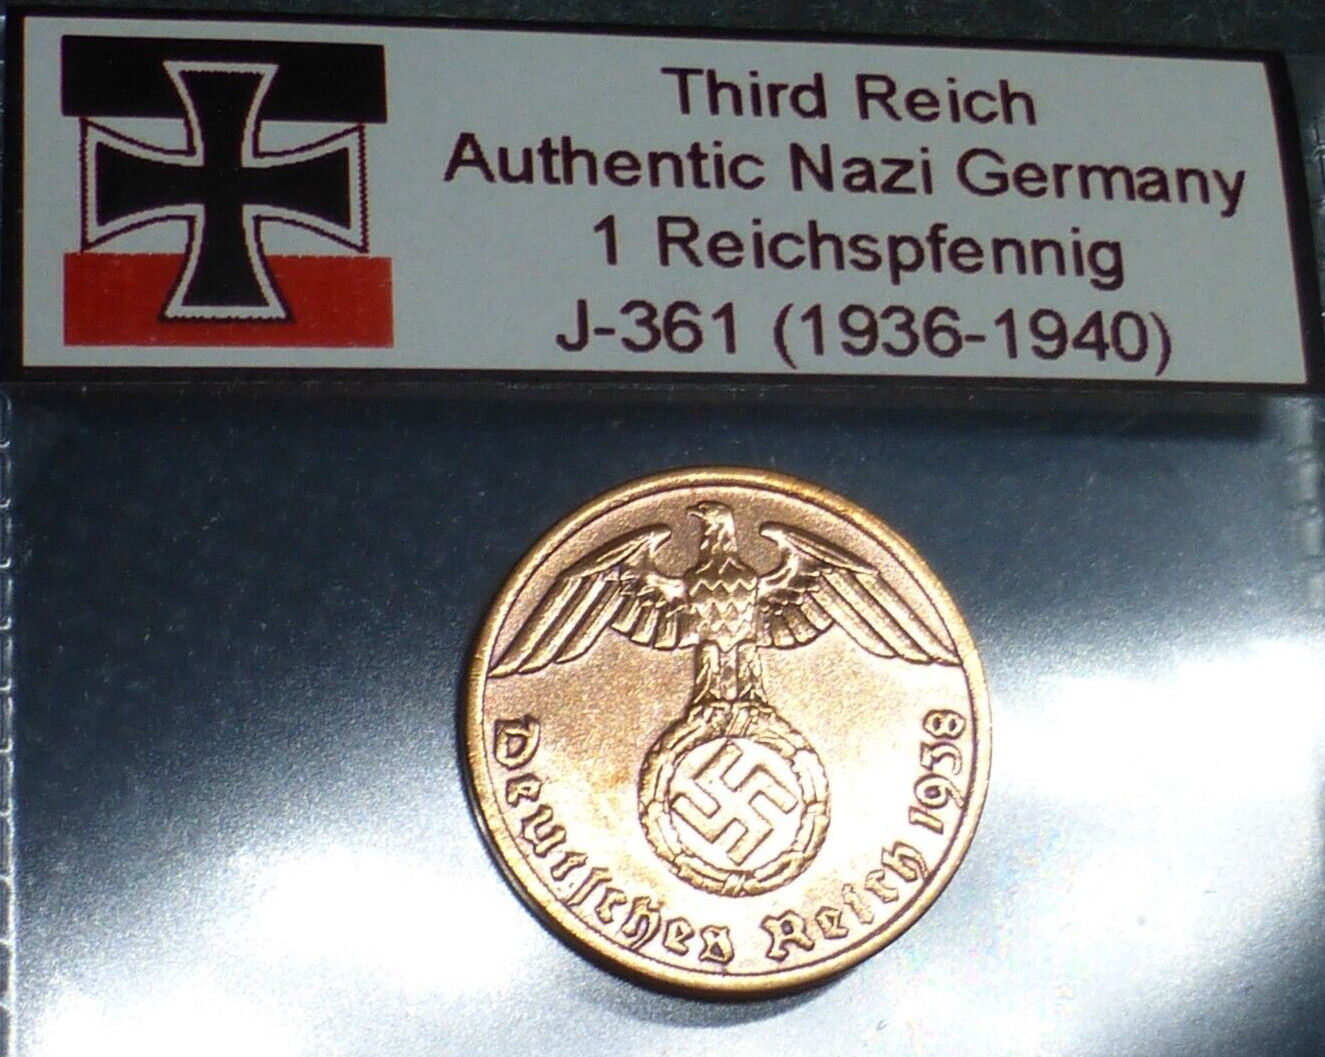 Third Reich
Authentic Nazi Germany
1 Reichspfennig
J-361 (1936-1940)
Deutsches Reich 1938